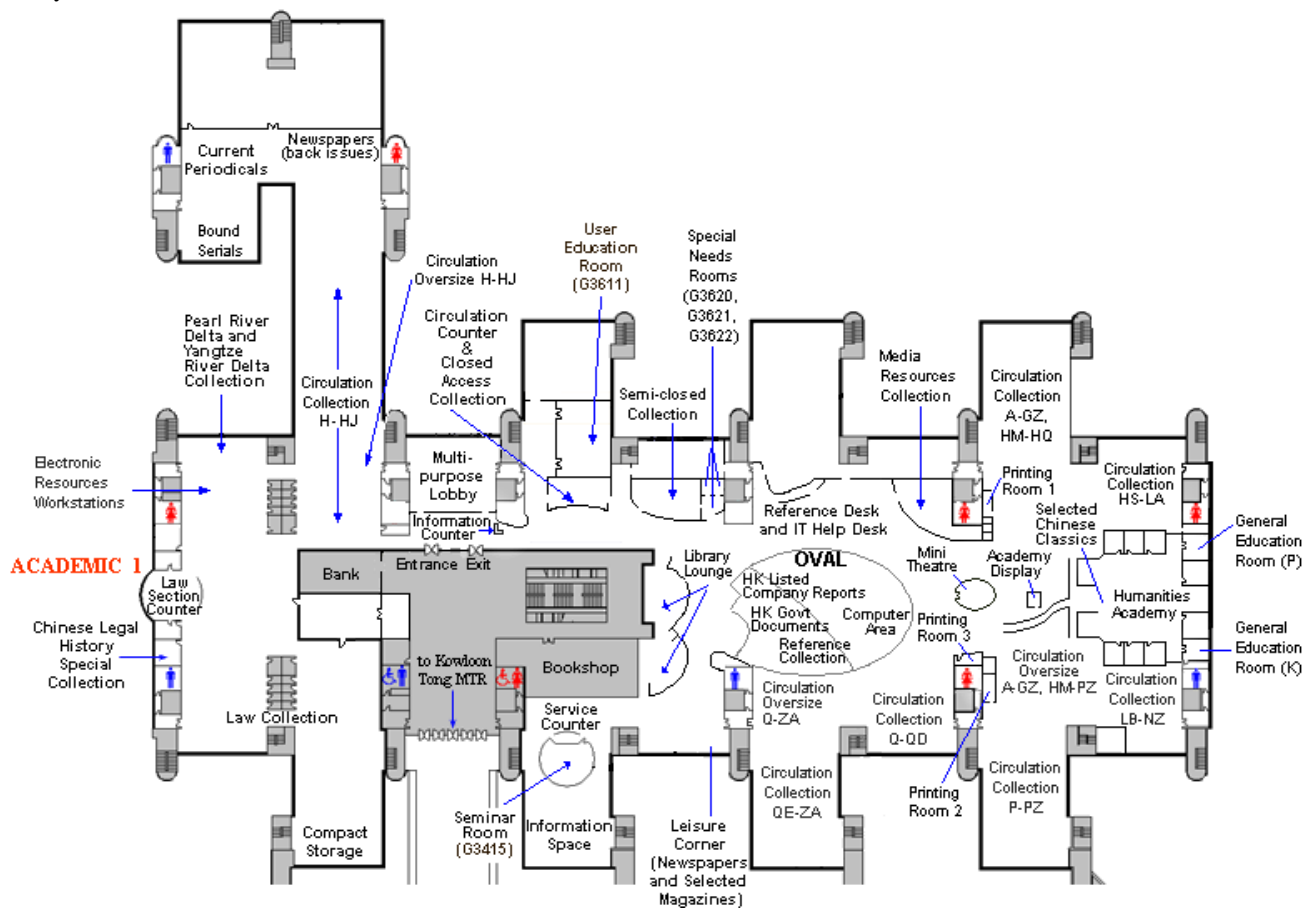 Newspapers
(back issues)
Current
Periodicals
Bound
Serials
User
Education
Room
(G3611)
Special
Needs
Rooms
(G3620,
G3621,
G3622)
Circulation
Oversize H-HJ
Circulation
Counter
&
Closed
Access
Collection
Pearl River
Delta and
Yangtze
River Delta
Collection
Circulation
Collection
H-HJ
Semi-closed
Collection
Media
Resources
Collection
Circulation
Collection
A-GZ,
HM-HQ
Electronic
Resources
Workstations
Multi-
purpose
Lobby
Printing
Room 1
Circulation
Collection
HS-LA
Information
Counter
Reference Desk
and IT Help Desk
Selected
Chinese
Classics
General
Education
Room (P)
ACADEMIC 1
Bank
Entrance
Exit
Library
Lounge
OVAL
HK Listed
Company Reports
HK Govt
Documents
Computer
Area
Reference
Collection
Mini
Theatre
Academy
Display
Law
Section
Counter
Humanities
Academy
Chinese Legal
History
Special
Collection
Printing
Room 3
General
Education
Room (K)
to Kowloon
Tong MTR
Bookshop
Circulation
Oversize
A-GZ, HM-PZ
Circulation
Collection
LB-NZ
Law Collection
Service
Counter
Circulation
Oversize
Q-ZA
Circulation
Collection
Q-QD
Circulation
Collection
QE-ZA
Printing
Room 2
Circulation
Collection
P-PZ
Compact
Storage
Seminar
Room
(G3415)
Information
Space
Leisure
Corner
(Newspapers
and Selected
Magazines)